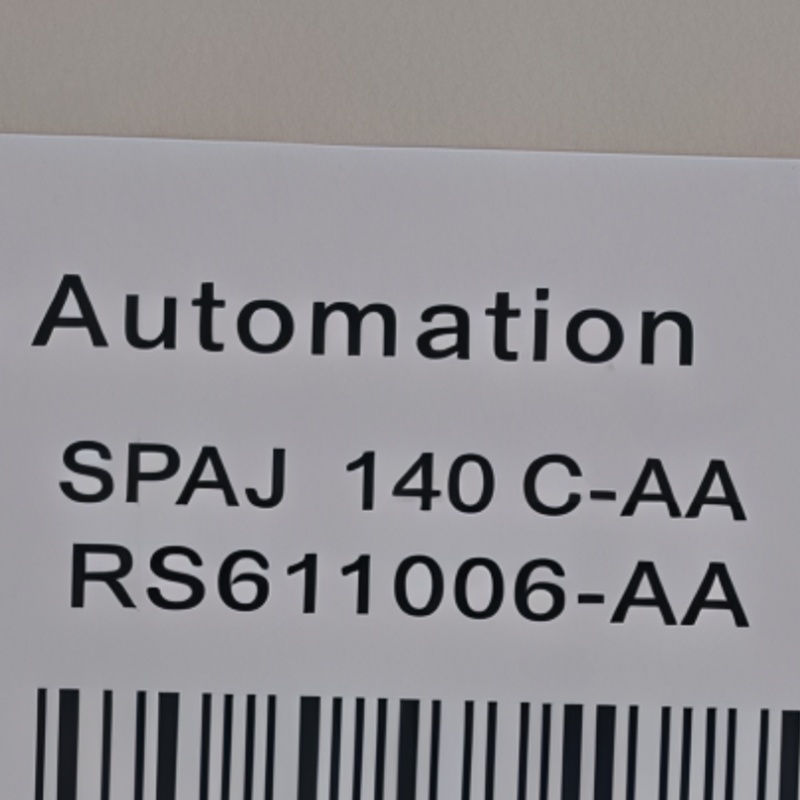 Automation
SPAJ 140 C-AA
RS611006-AA